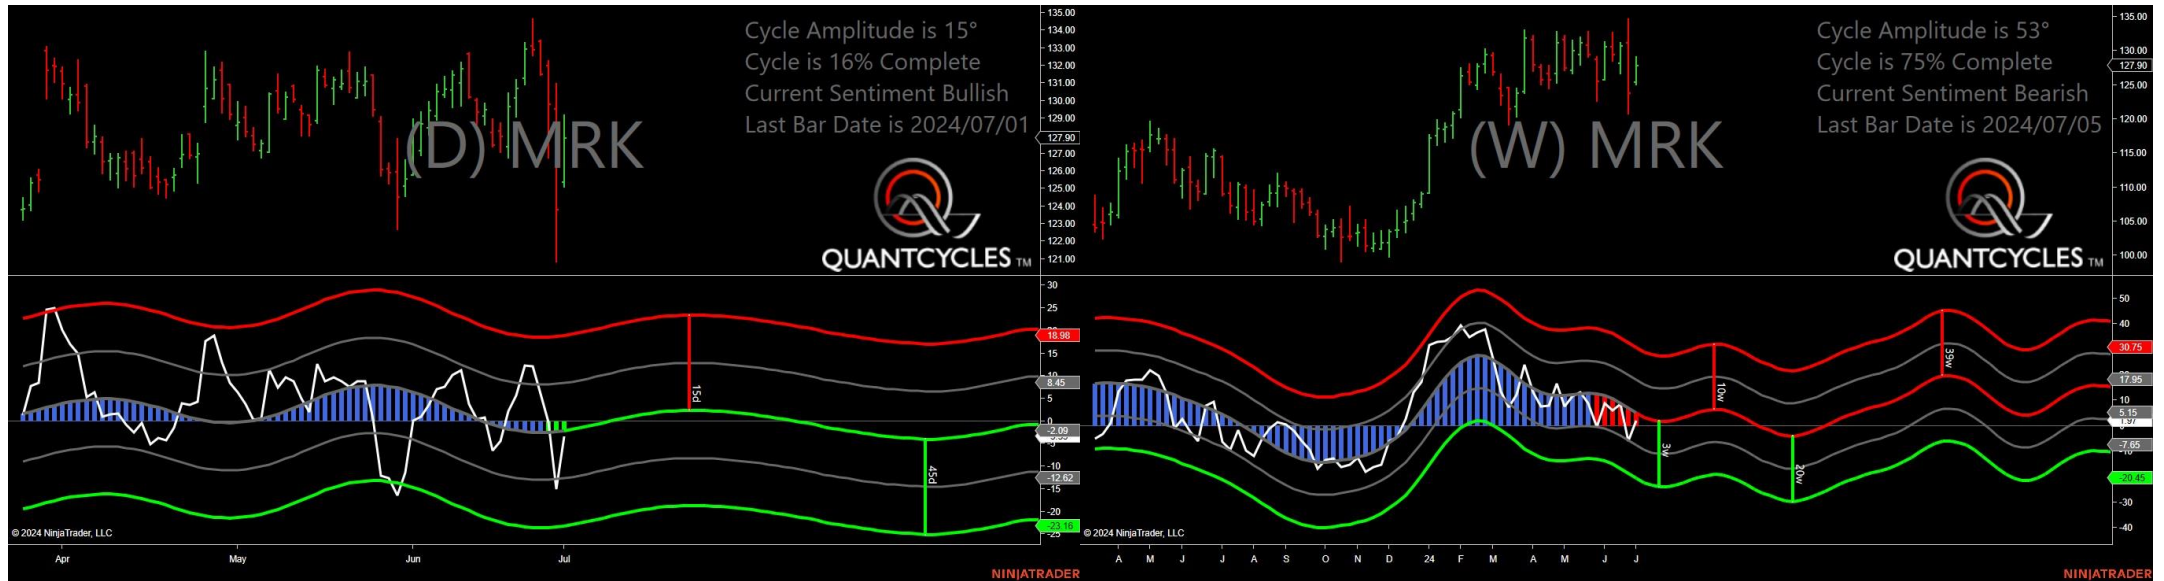 Cycle Amplitude is 15°
Cycle is 16% Complete
Current Sentiment Bullish
Last Bar Date is 2024/07/01
(D) MRK
QUANTCYCLES TM
135.00
134.00
133.00
132.00
131.00
130.00
129.00
127.90
127.00
126.00
125.00
124.00
123.00
122.00
121.00
30
25
18.98
15
10
8.45
5
0
-2.09
-10
-12.62
-15
-20
-23.16
-25
15d
45d
© 2024 NinjaTrader, LLC
Apr May Jun Jul
NINJATRADER
Cycle Amplitude is 53°
Cycle is 75% Complete
Current Sentiment Bearish
Last Bar Date is 2024/07/05
(W) MRK
QUANTCYCLES TM
135.00
130.00
127.90
125.00
120.00
115.00
110.00
105.00
100.00
50
40
30.75
17.95
10
5.15
1.97
-7.65
-10
-20.45
-30
-40
3w
10w
20w
39w
© 2024 NinjaTrader, LLC
A M J J A S O N D 24 F M A M J J
NINJATRADER